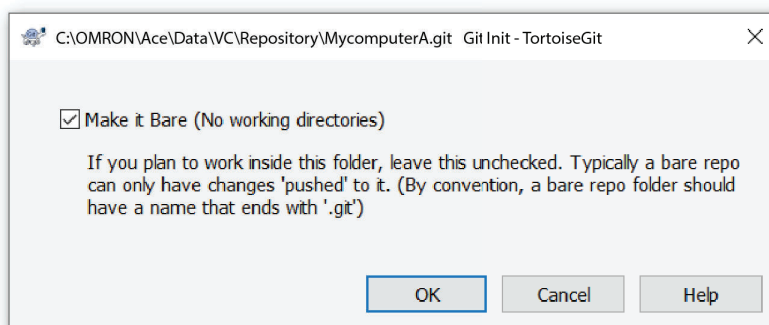 C:\OMRON\Ace\Data\VC\Repository\MycomputerA.git Git Init - TortoiseGit
Make it Bare (No working directories)
If you plan to work inside this folder, leave this unchecked. Typically a bare repo
can only have changes 'pushed' to it. (By convention, a bare repo folder should
have a name that ends with '.git')
OK Cancel Help